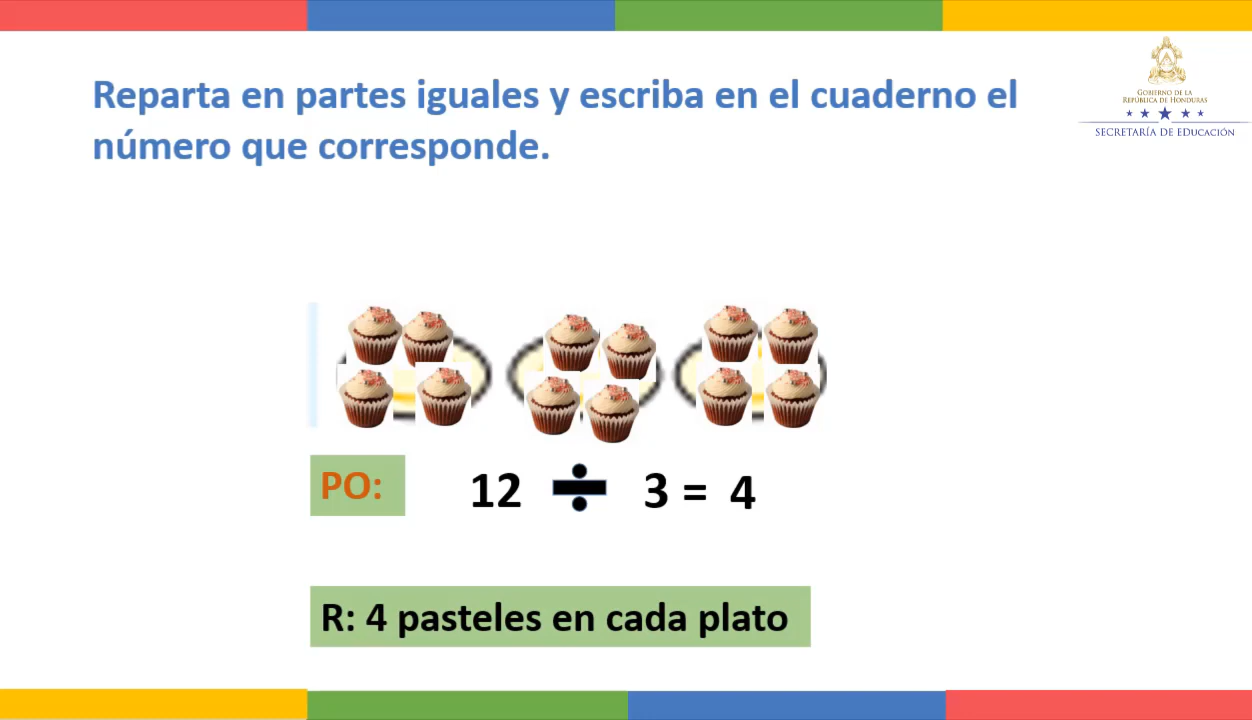 Reparta en partes iguales y escriba en el cuaderno el
número que corresponde.
GOBIERNO DE LA
REPÚBLICA DE HONDURAS
SECRETARÍA DE EDUCACIÓN
PO: 12 ÷ 3 = 4
R: 4 pasteles en cada plato